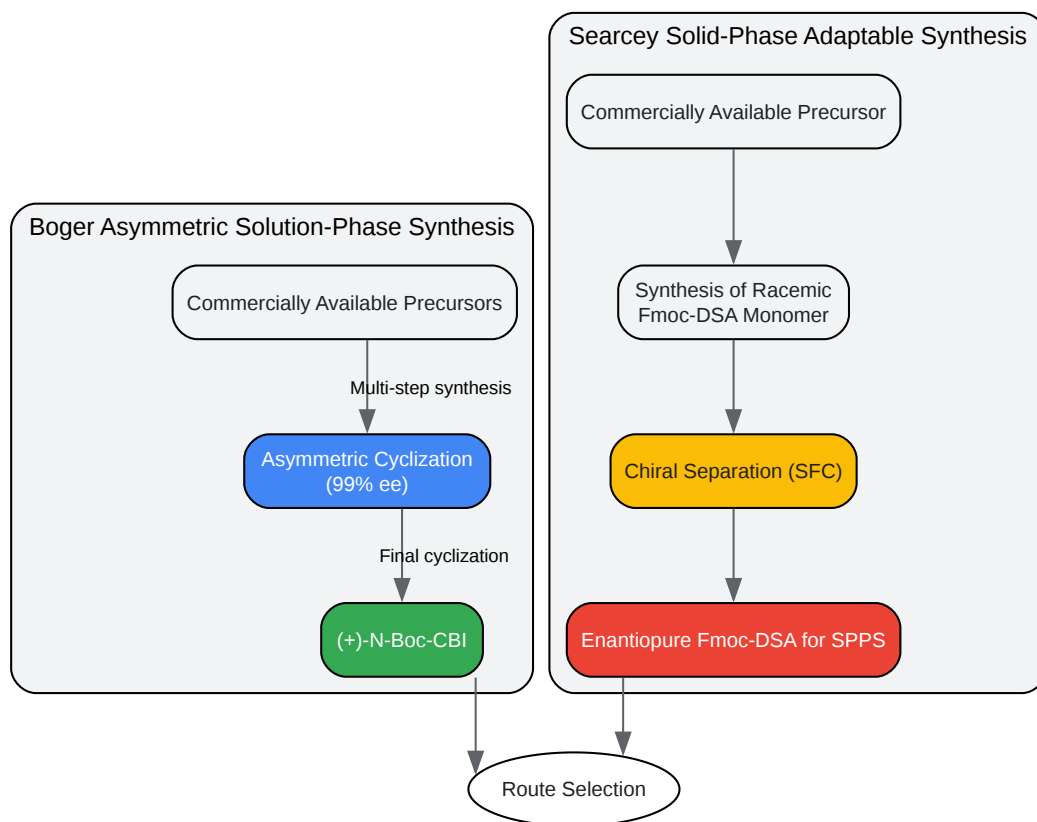 Searcey Solid-Phase Adaptable Synthesis
Commercially Available Precursor
Synthesis of Racemic
Fmoc-DSA Monomer
Chiral Separation (SFC)
Enantiopure Fmoc-DSA for SPPS
Boger Asymmetric Solution-Phase Synthesis
Commercially Available Precursors
Multi-step synthesis
Asymmetric Cyclization
(99% ee)
Final cyclization
(+)-N-Boc-CBI
Route Selection